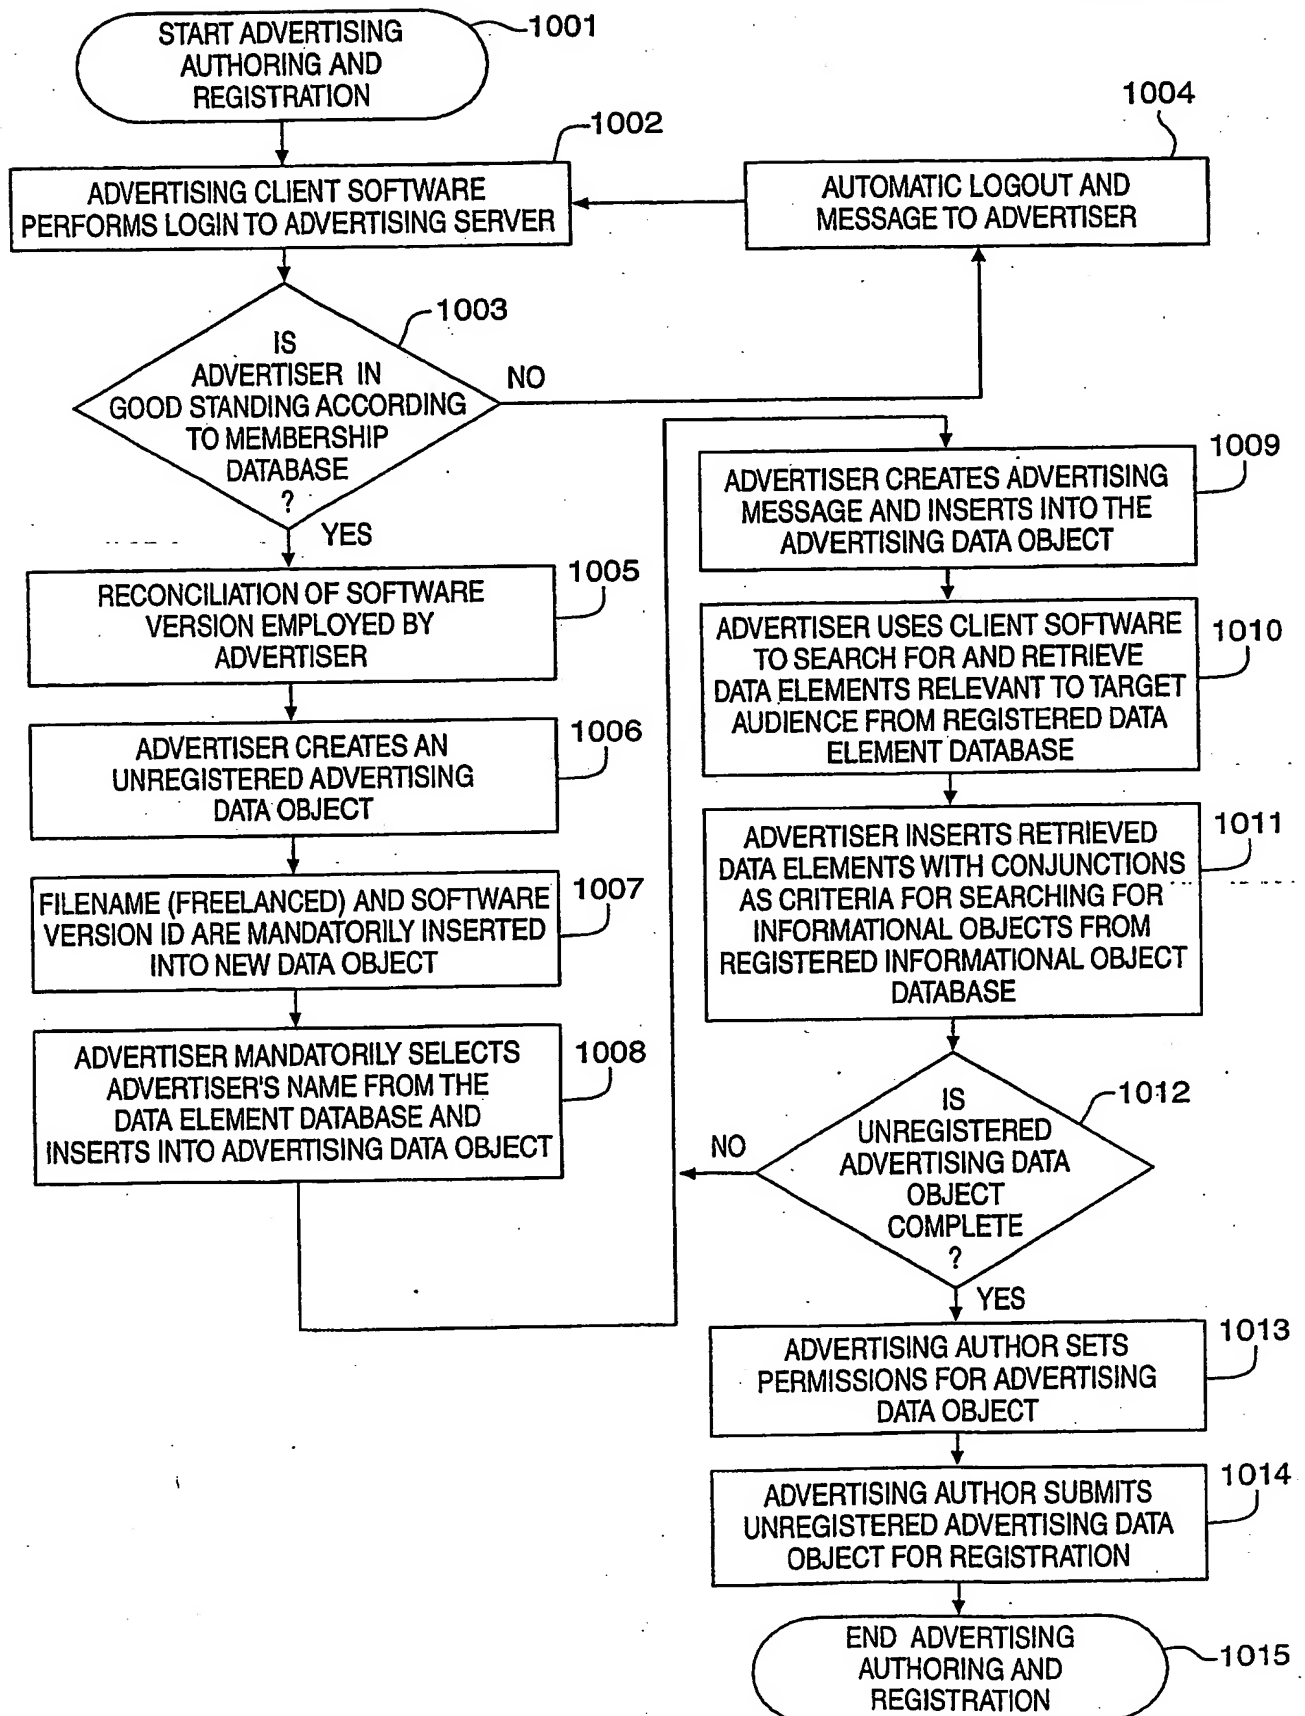 START ADVERTISING
AUTHORING AND
REGISTRATION
1001
1002
ADVERTISING CLIENT SOFTWARE
PERFORMS LOGIN TO ADVERTISING SERVER
1004
AUTOMATIC LOGOUT AND
MESSAGE TO ADVERTISER
1003
IS
ADVERTISER IN
GOOD STANDING ACCORDING
TO MEMBERSHIP
DATABASE
?
NO
YES
1005
RECONCILIATION OF SOFTWARE
VERSION EMPLOYED BY
ADVERTISER
1006
ADVERTISER CREATES AN
UNREGISTERED ADVERTISING
DATA OBJECT
1007
FILENAME (FREELANCED) AND SOFTWARE
VERSION ID ARE MANDATORILY INSERTED
INTO NEW DATA OBJECT
1008
ADVERTISER MANDATORILY SELECTS
ADVERTISER'S NAME FROM THE
DATA ELEMENT DATABASE AND
INSERTS INTO ADVERTISING DATA OBJECT
1009
ADVERTISER CREATES ADVERTISING
MESSAGE AND INSERTS INTO THE
ADVERTISING DATA OBJECT
1010
ADVERTISER USES CLIENT SOFTWARE
TO SEARCH FOR AND RETRIEVE
DATA ELEMENTS RELEVANT TO TARGET
AUDIENCE FROM REGISTERED DATA
ELEMENT DATABASE
1011
ADVERTISER INSERTS RETRIEVED
DATA ELEMENTS WITH CONJUNCTIONS
AS CRITERIA FOR SEARCHING FOR
INFORMATIONAL OBJECTS FROM
REGISTERED INFORMATIONAL OBJECT
DATABASE
1012
IS
UNREGISTERED
ADVERTISING DATA
OBJECT
COMPLETE
?
NO
YES
1013
ADVERTISING AUTHOR SETS
PERMISSIONS FOR ADVERTISING
DATA OBJECT
1014
ADVERTISING AUTHOR SUBMITS
UNREGISTERED ADVERTISING DATA
OBJECT FOR REGISTRATION
END ADVERTISING
AUTHORING AND
REGISTRATION
1015